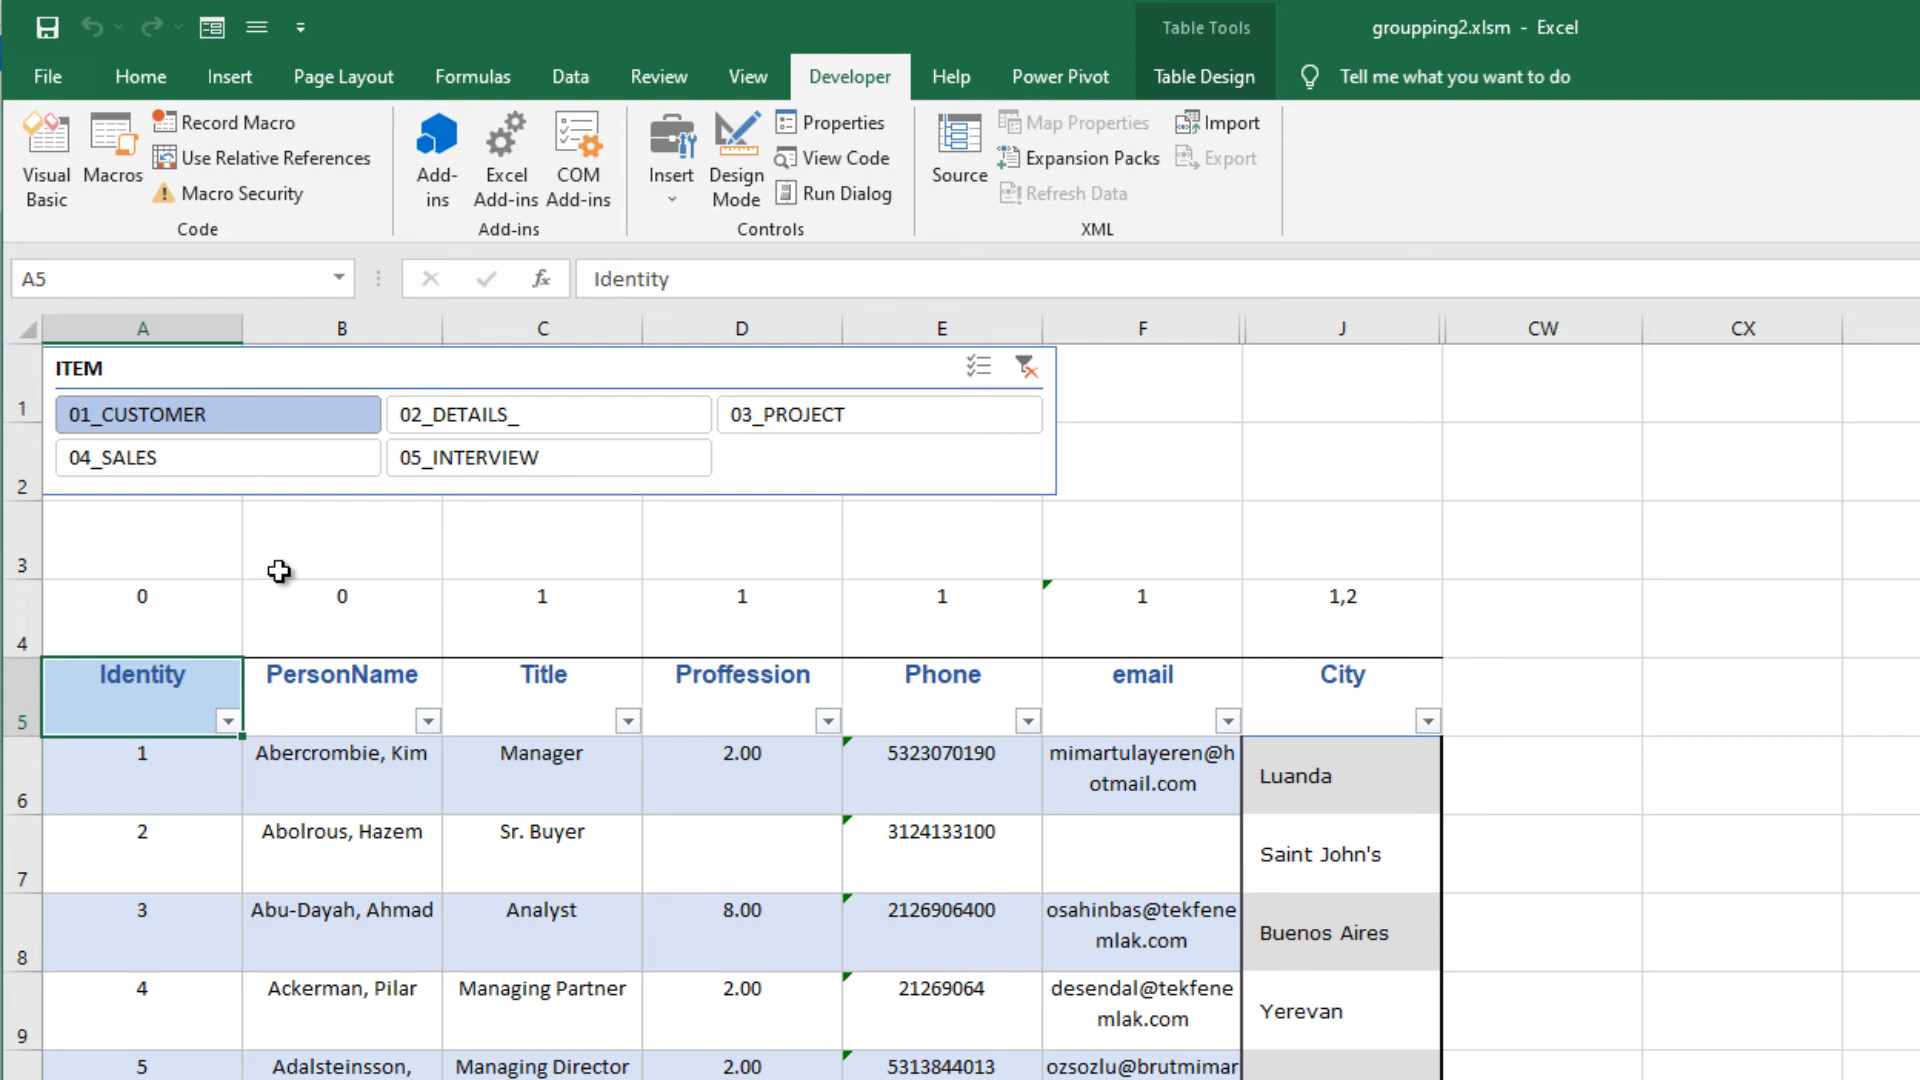 Table Tools
groupping2.xlsm - Excel
File Home Insert Page Layout Formulas Data Review View Developer Help Power Pivot Table Design Tell me what you want to do
Visual Basic
Macros
Record Macro
Use Relative References
Macro Security
Code
Add-ins
Excel Add-ins
COM Add-ins
Add-ins
Insert
Design Mode
Properties
View Code
Run Dialog
Controls
Source
Map Properties
Expansion Packs
Refresh Data
Import
Export
XML
A5 fx Identity
A B C D E F J CW CX
ITEM
01_CUSTOMER 02_DETAILS_ 03_PROJECT
1
04_SALES 05_INTERVIEW
2
3
0 0 1 1 1 1 1,2
4
Identity PersonName Title Proffession Phone email City
5
1 Abercrombie, Kim Manager 2.00 5323070190 mimartulayeren@h
otmail.com Luanda
6
2 Abolrous, Hazem Sr. Buyer 3124133100 Saint John's
7
3 Abu-Dayah, Ahmad Analyst 8.00 2126906400 osahinbas@tekfene
mlak.com Buenos Aires
8
4 Ackerman, Pilar Managing Partner 2.00 21269064 desendal@tekfene
mlak.com Yerevan
9
5 Adalsteinsson, Managing Director 2.00 5313844013 ozsozlu@brutmimar